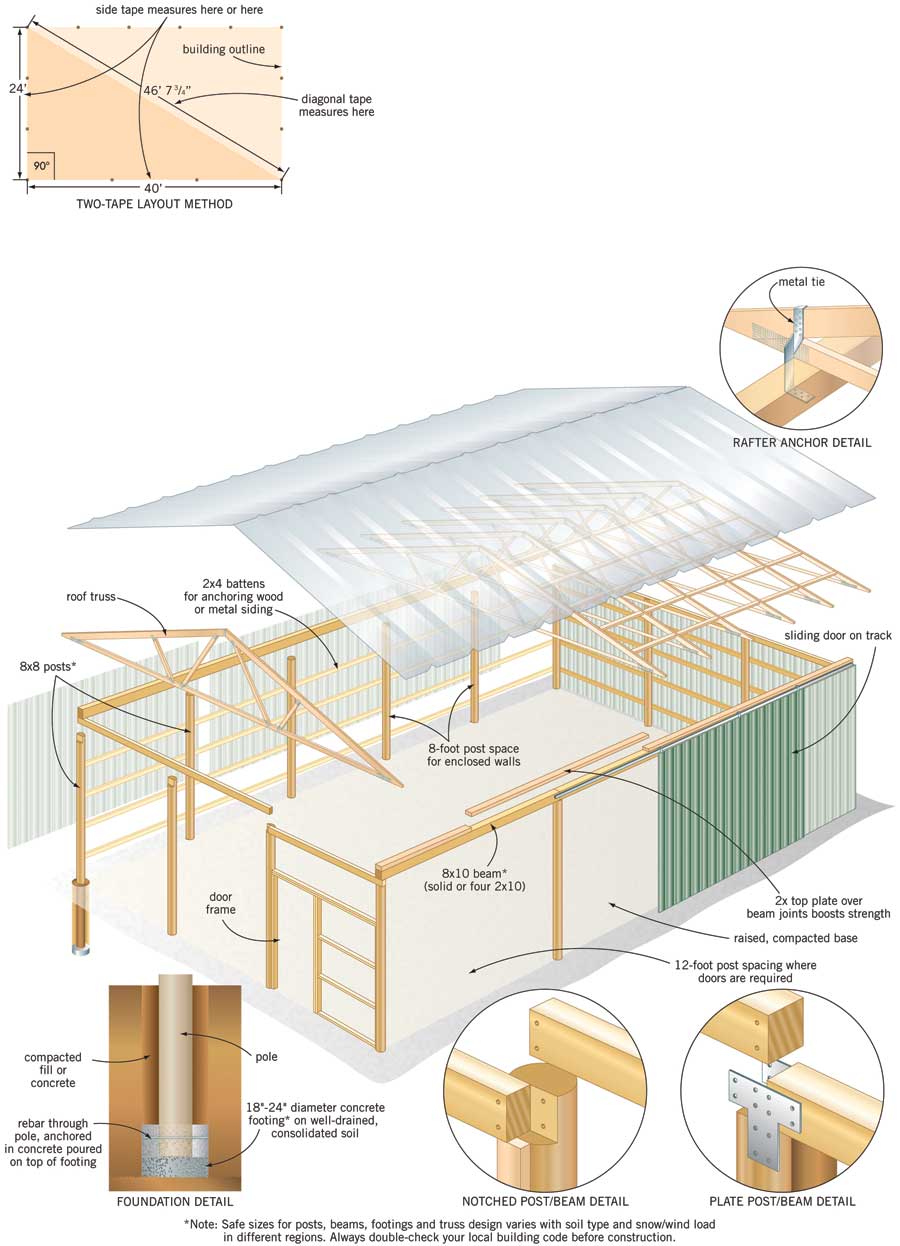 side tape measures here or here
building outline
24'
46' 7 3/4"
diagonal tape
measures here
90°
40'
TWO-TAPE LAYOUT METHOD
metal tie
RAFTER ANCHOR DETAIL
2x4 battens
for anchoring wood
or metal siding
roof truss
sliding door on track
8x8 posts*
8-foot post space
for enclosed walls
8x10 beam*
(solid or four 2x10)
door
frame
2x top plate over
beam joints boosts strength
raised, compacted base
12-foot post spacing where
doors are required
compacted
fill or
concrete
pole
18"-24" diameter concrete
footing* on well-drained,
consolidated soil
rebar through
pole, anchored
in concrete poured
on top of footing
FOUNDATION DETAIL
NOTCHED POST/BEAM DETAIL
PLATE POST/BEAM DETAIL
*Note: Safe sizes for posts, beams, footings and truss design varies with soil type and snow/wind load
in different regions. Always double-check your local building code before construction.